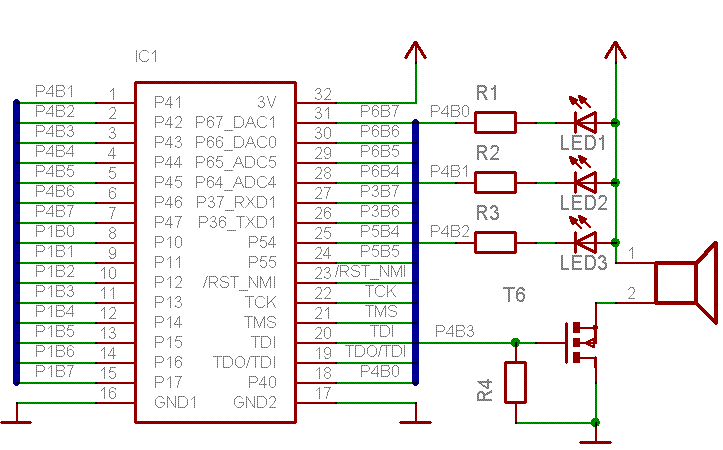 IC1
P4B1 1 P41 3V 32
P4B2 2 P42 P67_DAC1 31 P6B7 P4B0 R1 LED1
P4B3 3 P43 P66_DAC0 30 P6B6
P4B4 4 P44 P65_ADC5 29 P6B5
P4B5 5 P45 P64_ADC4 28 P6B4 P4B1 R2 LED2
P4B6 6 P46 P37_RXD1 27 P3B7
P4B7 7 P47 P36_TXD1 26 P3B6
P1B0 8 P10 P54 25 P5B4 P4B2 R3 LED3
P1B1 9 P11 P55 24 P5B5 1
P1B2 10 P12 /RST_NMI 23 /RST_NMI
P1B3 11 P13 TCK 22 TCK T6 2
P1B4 12 P14 TMS 21 TMS
P1B5 13 P15 TDI 20 TDI P4B3
P1B6 14 P16 TDO/TDI 19 TDO/TDI
P1B7 15 P17 P40 18 P4B0 R4
16 GND1 GND2 17